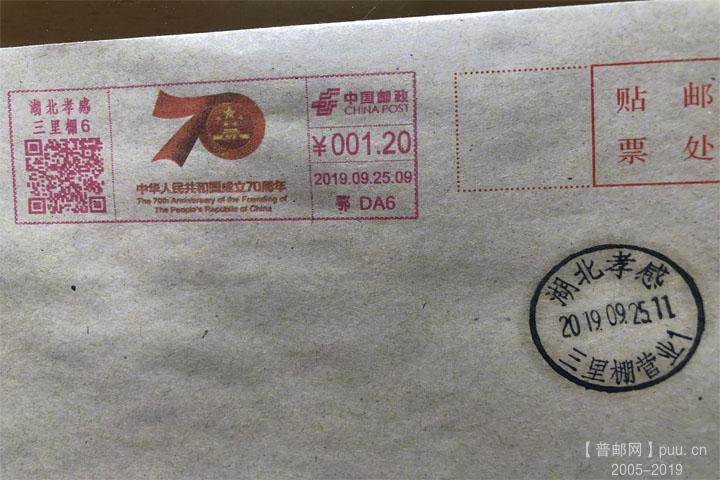 湖北孝感
三里棚6
中华人民共和国成立70周年
The 70th Anniversary of the Founding of
The People's Republic of China
中国邮政
CHINA POST
¥001.20
2019.09.25.09
DA6
贴 邮
票 处
湖北孝感
2019.09.25.11
三里棚营业1
【普邮网】puu.cn
2005-2019